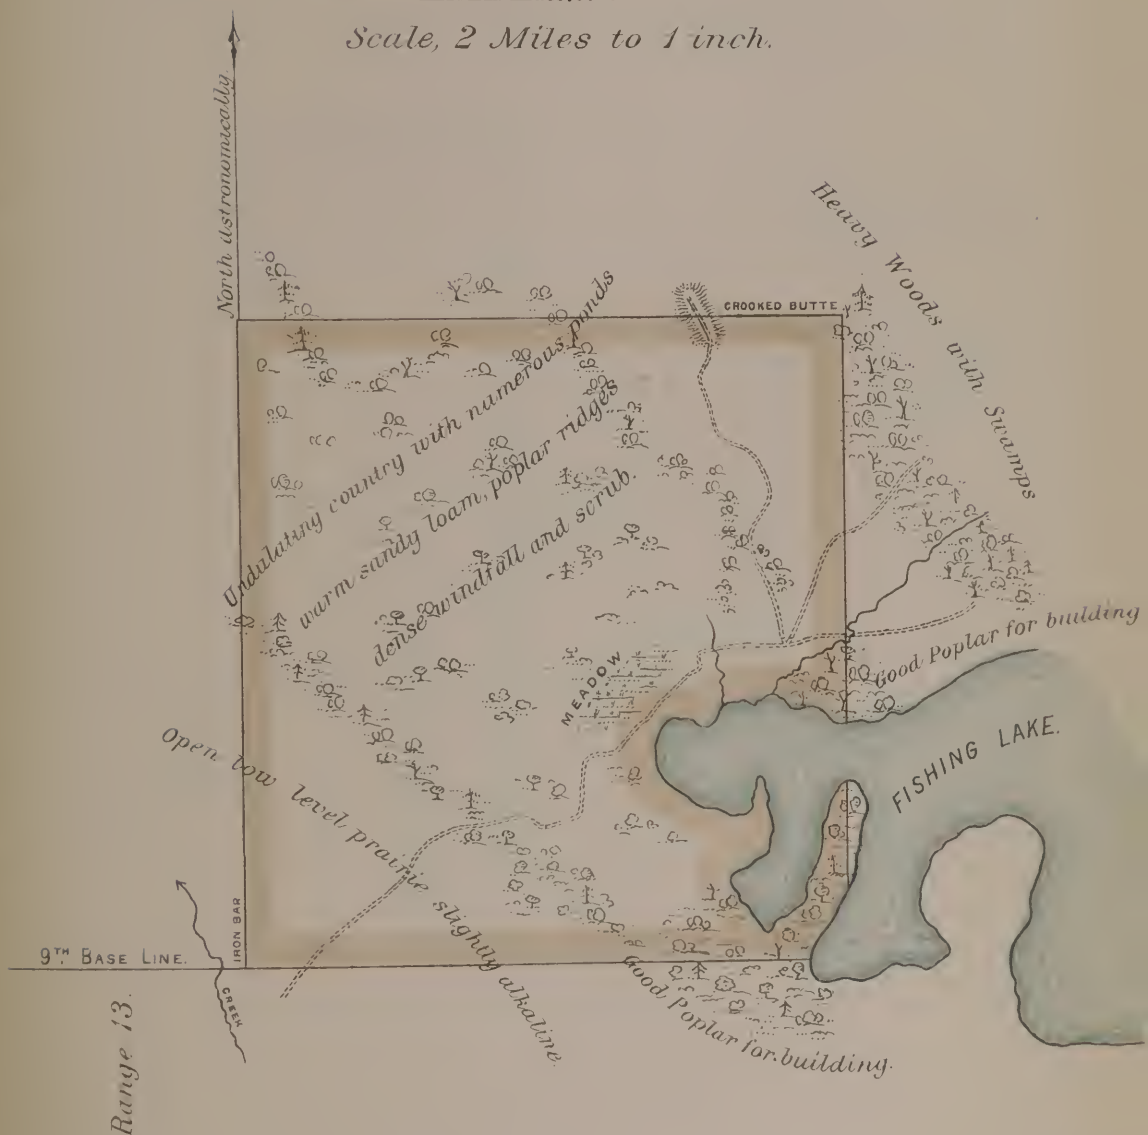 Scale, 2 Miles to 1 inch.
North Astronomically.
Heavy Woods with Swamps
CROOKED BUTTE
Undulating country with numerous ponds
warm sandy loam, poplar ridges
dense windfall and scrub.
MEADOW
Good Poplar for building
FISHING LAKE.
Open low level prairie slightly alkaline.
IRON BAR
9TH BASE LINE.
CREEK
Good Poplar for building.
Range 13.